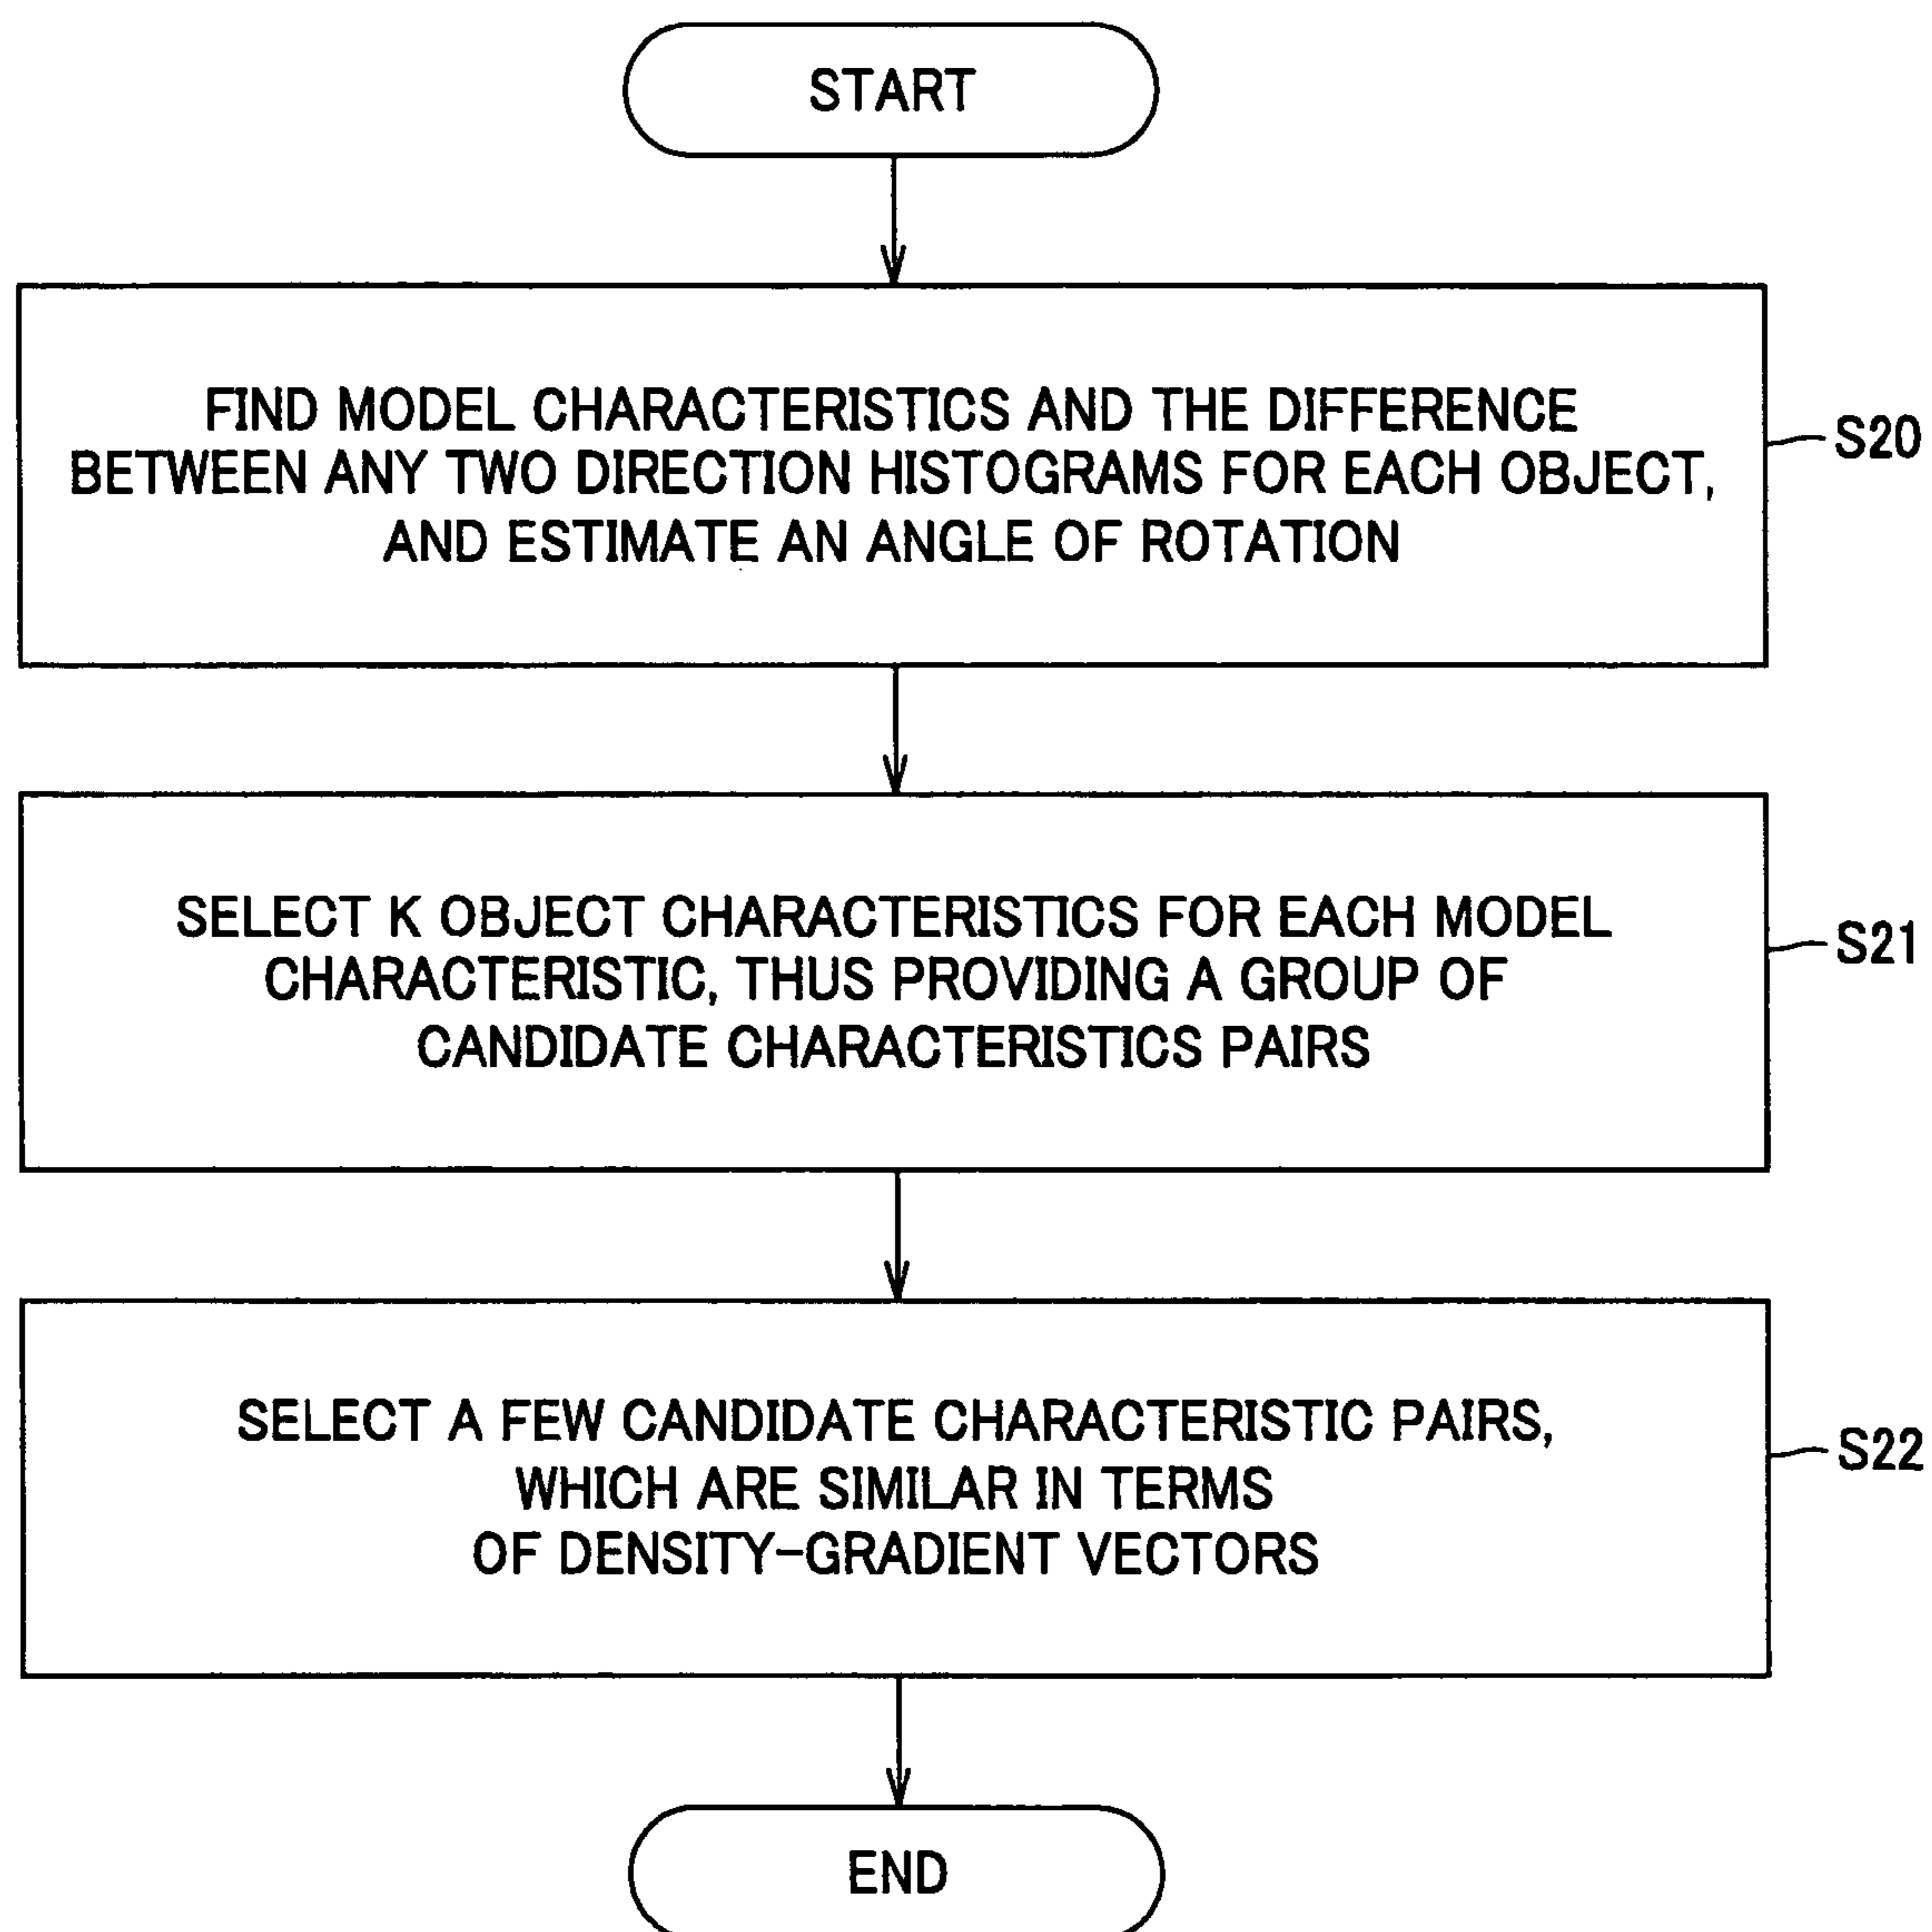 START
FIND MODEL CHARACTERISTICS AND THE DIFFERENCE
BETWEEN ANY TWO DIRECTION HISTOGRAMS FOR EACH OBJECT,
AND ESTIMATE AN ANGLE OF ROTATION
S20
SELECT K OBJECT CHARACTERISTICS FOR EACH MODEL
CHARACTERISTIC, THUS PROVIDING A GROUP OF
CANDIDATE CHARACTERISTICS PAIRS
S21
SELECT A FEW CANDIDATE CHARACTERISTIC PAIRS,
WHICH ARE SIMILAR IN TERMS
OF DENSITY-GRADIENT VECTORS
S22
END